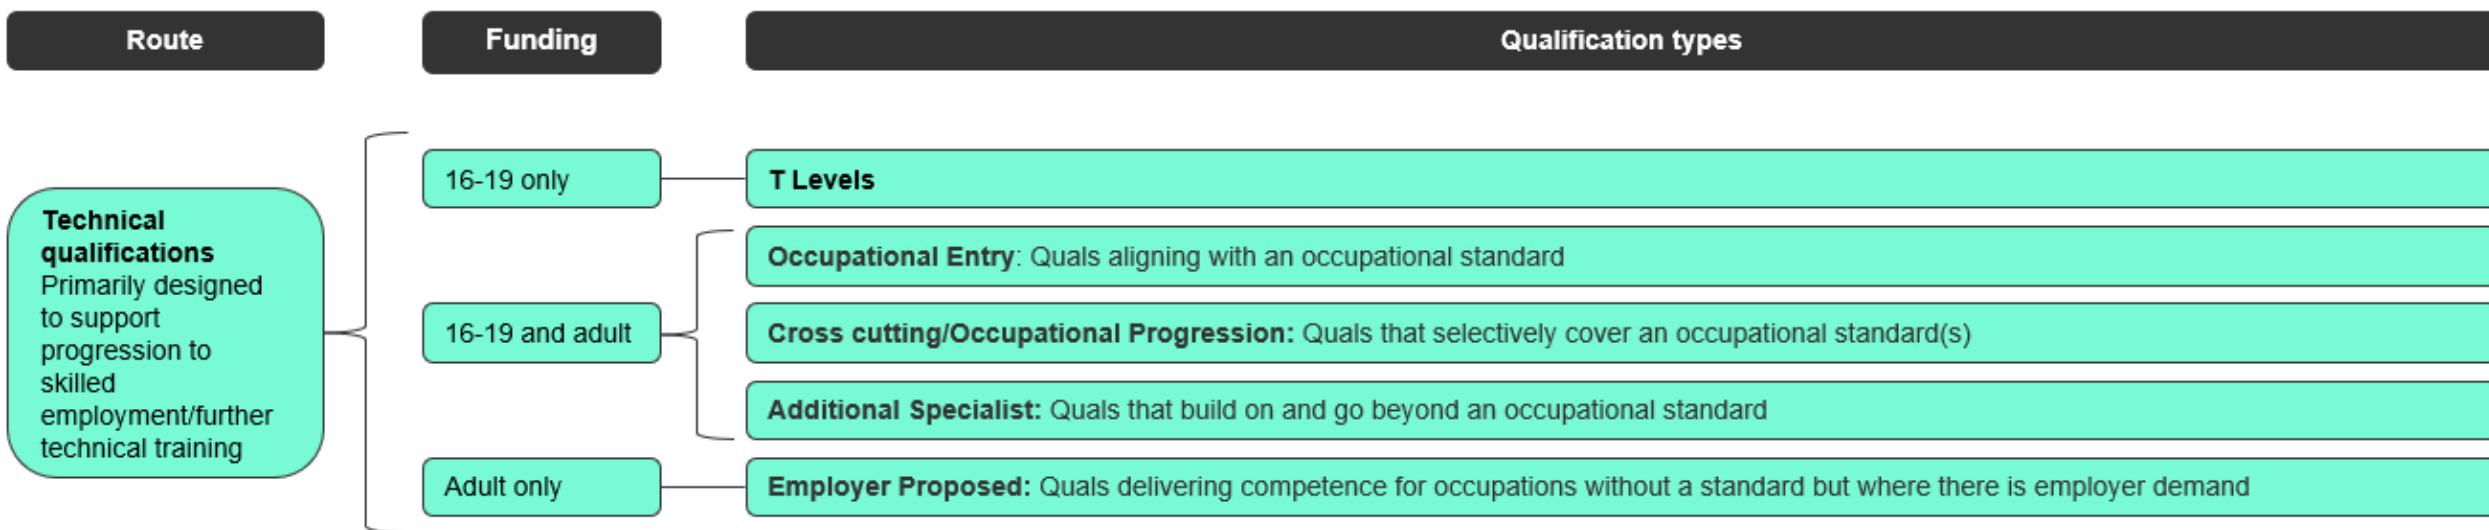 Route
Funding
Qualification types
Technical
qualifications
Primarily designed
to support
progression to
skilled
employment/further
technical training
16-19 only
T Levels
16-19 and adult
Occupational Entry: Quals aligning with an occupational standard
Cross cutting/Occupational Progression: Quals that selectively cover an occupational standard(s)
Additional Specialist: Quals that build on and go beyond an occupational standard
Adult only
Employer Proposed: Quals delivering competence for occupations without a standard but where there is employer demand